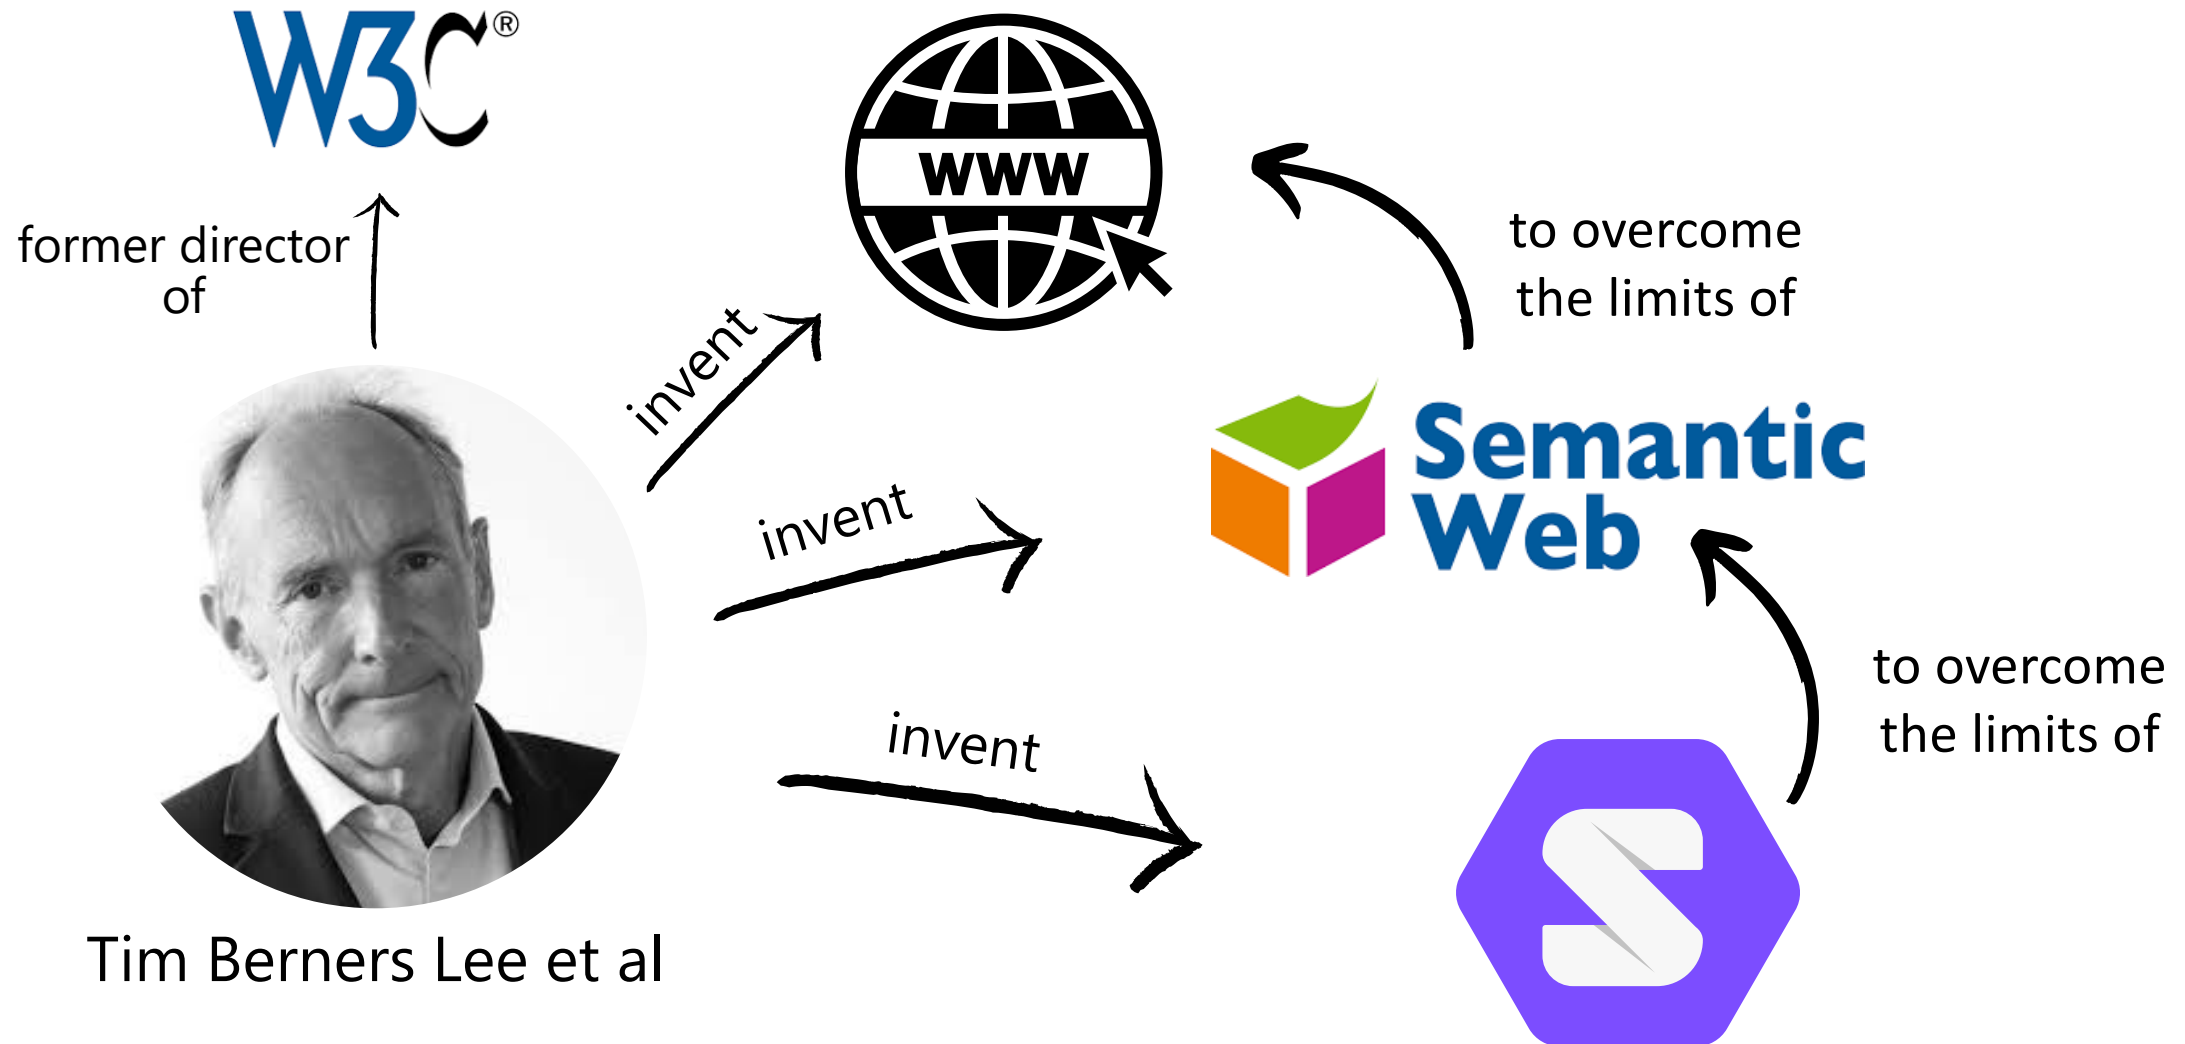 W3C®
former director
of
Tim Berners Lee et al
invent
WWW
to overcome
the limits of
invent
Semantic
Web
to overcome
the limits of
invent
S